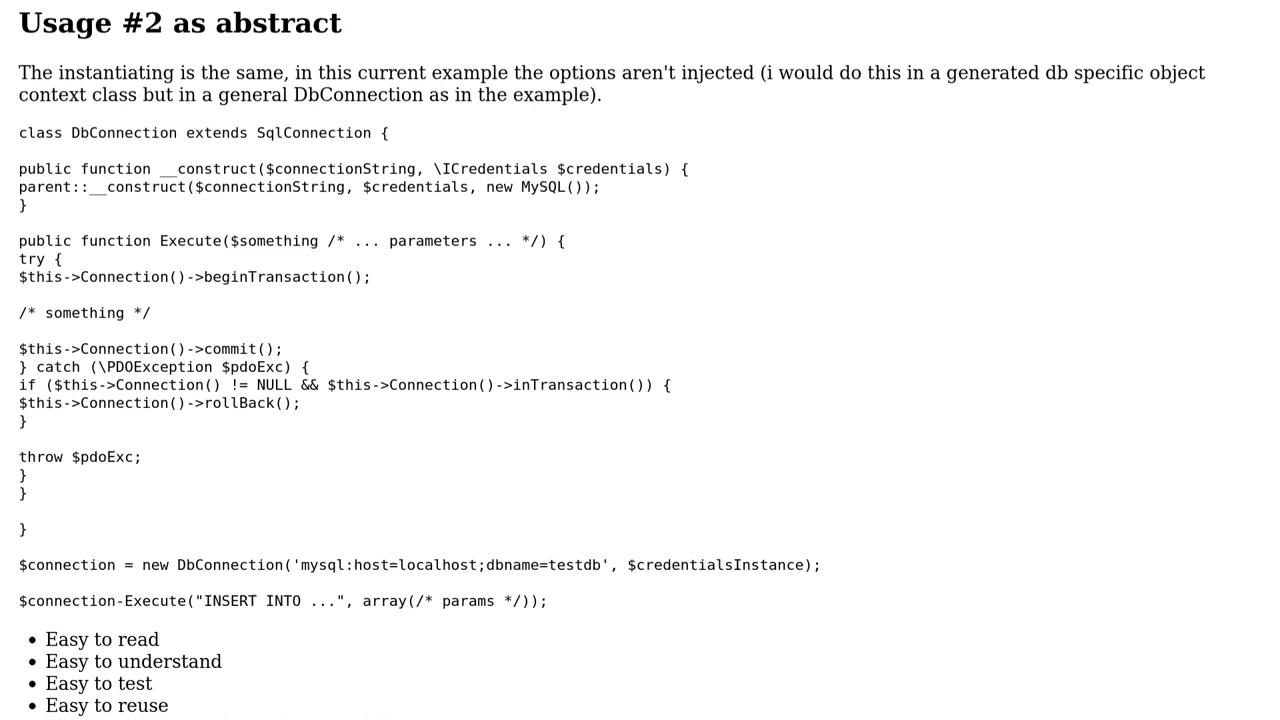 Usage #2 as abstract
The instantiating is the same, in this current example the options aren't injected (i would do this in a generated db specific object
context class but in a general DbConnection as in the example).
class DbConnection extends SqlConnection {
public function __construct($connectionString, \ICredentials $credentials) {
parent::__construct($connectionString, $credentials, new MySQL());
}
public function Execute($something /* ... parameters ... */) {
try {
$this->Connection()->beginTransaction();
/* something */
$this->Connection()->commit();
} catch (\PDOException $pdoExc) {
if ($this->Connection() != NULL && $this->Connection()->inTransaction()) {
$this->Connection()->rollBack();
}
throw $pdoExc;
}
}
}
$connection = new DbConnection('mysql:host=localhost;dbname=testdb', $credentialsInstance);
$connection-Execute("INSERT INTO ...", array(/* params */));
• Easy to read
• Easy to understand
• Easy to test
• Easy to reuse